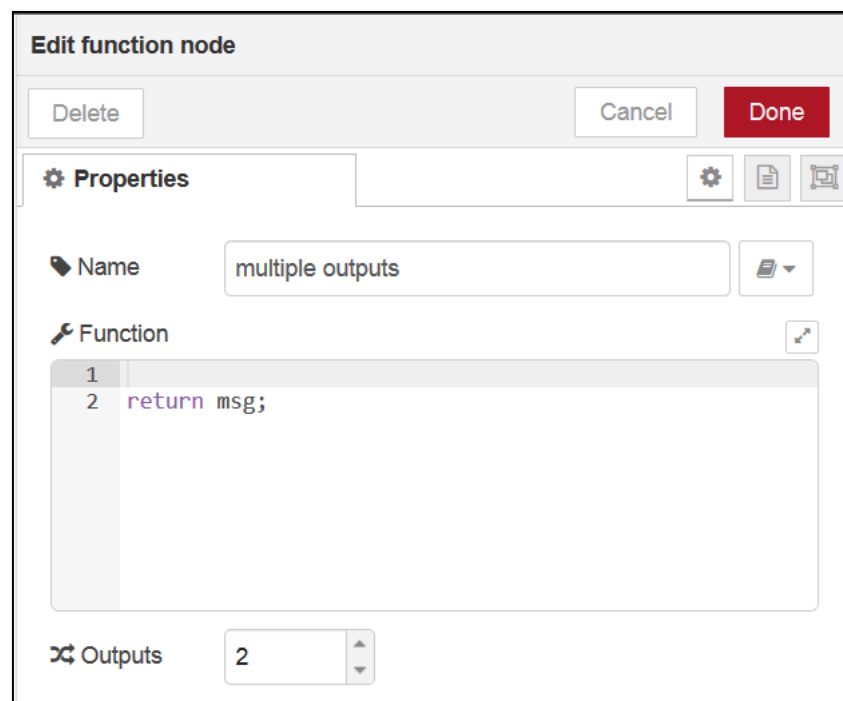 Edit function node
Delete Cancel Done
Properties
Name multiple outputs
Function
1
2 return msg;
Outputs 2